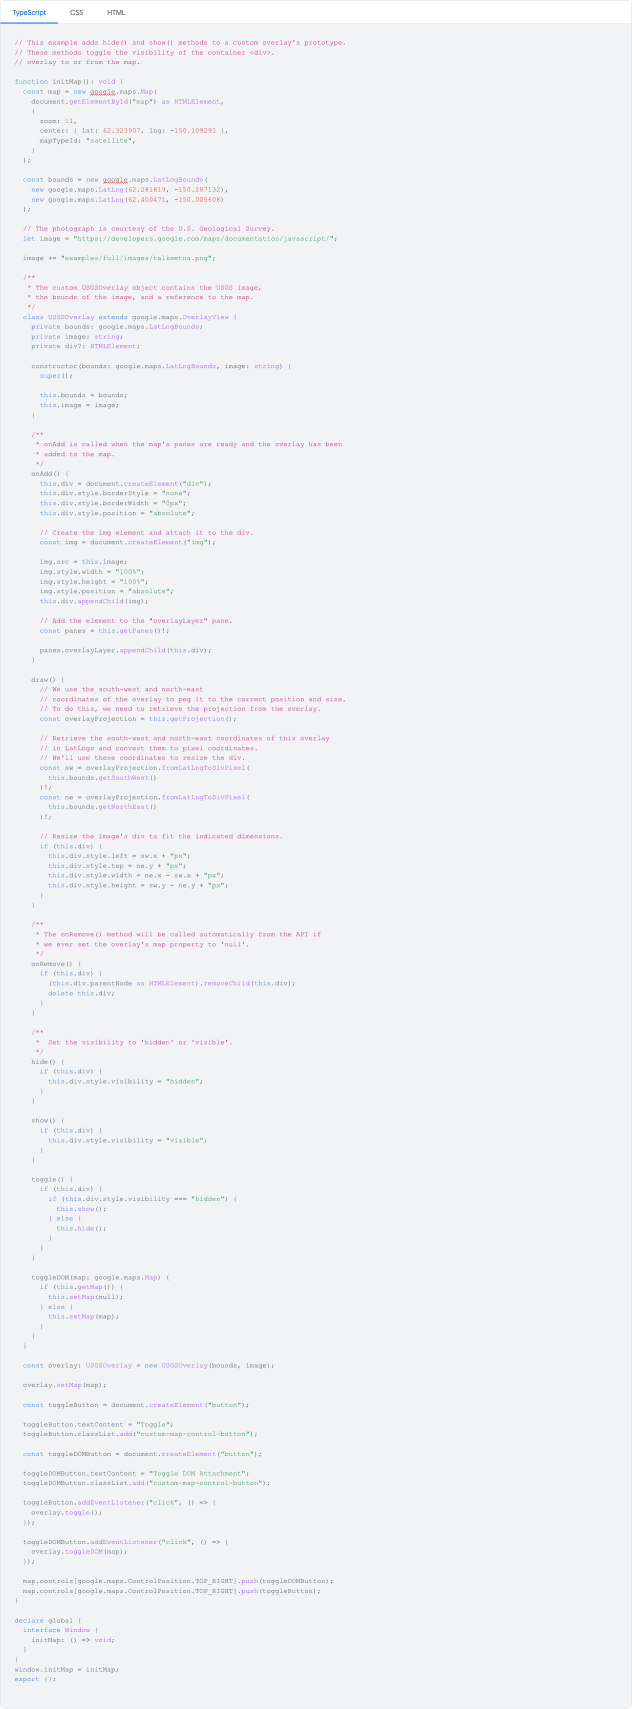 TypeScript CSS HTML
// This example adds hide() and show() methods to a custom overlay's prototype.
// These methods toggle the visibility of the container <div>.
// overlay to or from the map.
function initMap(): void {
  const map = new google.maps.Map(
    document.getElementById("map") as HTMLElement,
    {
      zoom: 11,
      center: { lat: 62.323907, lng: -150.109291 },
      mapTypeId: "satellite",
    }
  );
  const bounds = new google.maps.LatLngBounds(
    new google.maps.LatLng(62.281819, -150.287132),
    new google.maps.LatLng(62.400471, -150.005608)
  );
  // The photograph is courtesy of the U.S. Geological Survey.
  let image = "https://developers.google.com/maps/documentation/javascript/";
  image += "examples/full/images/talkeetna.png";
  /**
   * The custom USGSOverlay object contains the USGS image,
   * the bounds of the image, and a reference to the map.
   */
  class USGSOverlay extends google.maps.OverlayView {
    private bounds: google.maps.LatLngBounds;
    private image: string;
    private div?: HTMLElement;
    constructor(bounds: google.maps.LatLngBounds, image: string) {
      super();
      this.bounds = bounds;
      this.image = image;
    }
    /**
     * onAdd is called when the map's panes are ready and the overlay has been
     * added to the map.
     */
    onAdd() {
      this.div = document.createElement("div");
      this.div.style.borderStyle = "none";
      this.div.style.borderWidth = "0px";
      this.div.style.position = "absolute";
      // Create the img element and attach it to the div.
      const img = document.createElement("img");
      img.src = this.image;
      img.style.width = "100%";
      img.style.height = "100%";
      img.style.position = "absolute";
      this.div.appendChild(img);
      // Add the element to the "overlayLayer" pane.
      const panes = this.getPanes()!;
      panes.overlayLayer.appendChild(this.div);
    }
    draw() {
      // We use the south-west and north-east
      // coordinates of the overlay to peg it to the correct position and size.
      // To do this, we need to retrieve the projection from the overlay.
      const overlayProjection = this.getProjection();
      // Retrieve the south-west and north-east coordinates of this overlay
      // in LatLngs and convert them to pixel coordinates.
      // We'll use these coordinates to resize the div.
      const sw = overlayProjection.fromLatLngToDivPixel(
        this.bounds.getSouthWest()
      )!;
      const ne = overlayProjection.fromLatLngToDivPixel(
        this.bounds.getNorthEast()
      )!;
      // Resize the image's div to fit the indicated dimensions.
      if (this.div) {
        this.div.style.left = sw.x + "px";
        this.div.style.top = ne.y + "px";
        this.div.style.width = ne.x - sw.x + "px";
        this.div.style.height = sw.y - ne.y + "px";
      }
    }
    /**
     * The onRemove() method will be called automatically from the API if
     * we ever set the overlay's map property to 'null'.
     */
    onRemove() {
      if (this.div) {
        (this.div.parentNode as HTMLElement).removeChild(this.div);
        delete this.div;
      }
    }
    /**
     *  Set the visibility to 'hidden' or 'visible'.
     */
    hide() {
      if (this.div) {
        this.div.style.visibility = "hidden";
      }
    }
    show() {
      if (this.div) {
        this.div.style.visibility = "visible";
      }
    }
    toggle() {
      if (this.div) {
        if (this.div.style.visibility === "hidden") {
          this.show();
        } else {
          this.hide();
        }
      }
    }
    toggleDOM(map: google.maps.Map) {
      if (this.getMap()) {
        this.setMap(null);
      } else {
        this.setMap(map);
      }
    }
  }
  const overlay: USGSOverlay = new USGSOverlay(bounds, image);
  overlay.setMap(map);
  const toggleButton = document.createElement("button");
  toggleButton.textContent = "Toggle";
  toggleButton.classList.add("custom-map-control-button");
  const toggleDOMButton = document.createElement("button");
  toggleDOMButton.textContent = "Toggle DOM Attachment";
  toggleDOMButton.classList.add("custom-map-control-button");
  toggleButton.addEventListener("click", () => {
    overlay.toggle();
  });
  toggleDOMButton.addEventListener("click", () => {
    overlay.toggleDOM(map);
  });
  map.controls[google.maps.ControlPosition.TOP_RIGHT].push(toggleDOMButton);
  map.controls[google.maps.ControlPosition.TOP_RIGHT].push(toggleButton);
}
declare global {
  interface Window {
    initMap: () => void;
  }
}
window.initMap = initMap;
export {};